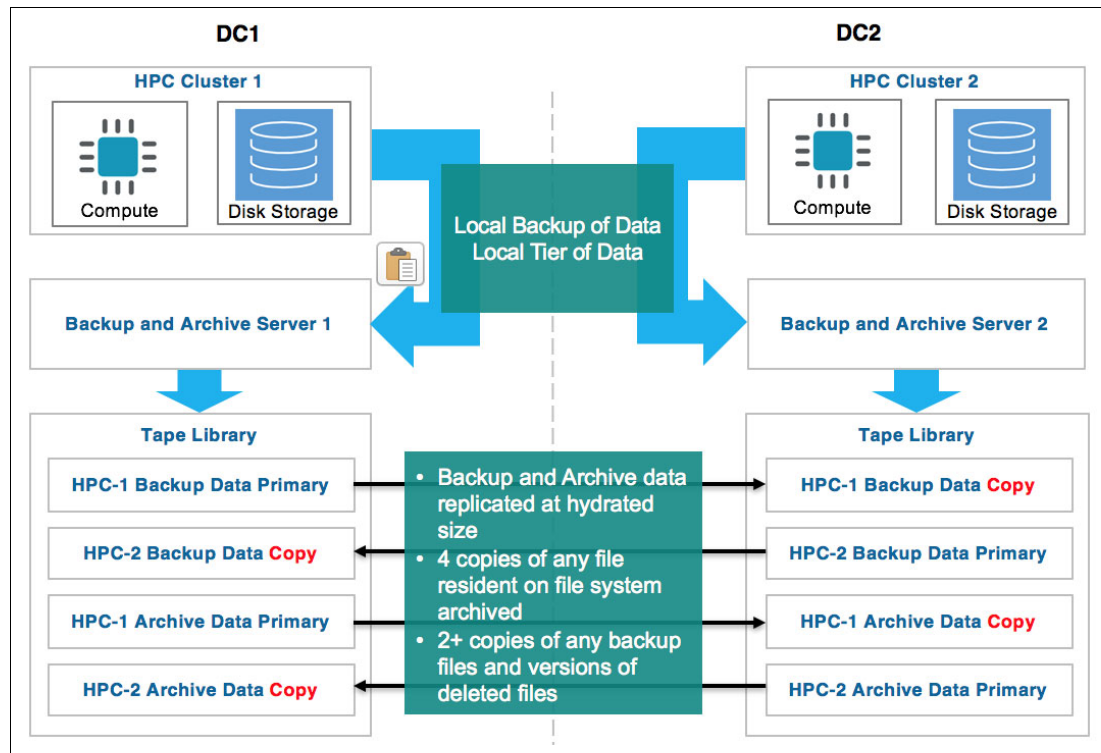 DC1
DC2
HPC Cluster 1
Compute
Disk Storage
HPC Cluster 2
Compute
Disk Storage
Local Backup of Data
Local Tier of Data
Backup and Archive Server 1
Backup and Archive Server 2
Tape Library
HPC-1 Backup Data Primary
HPC-2 Backup Data Copy
HPC-1 Archive Data Primary
HPC-2 Archive Data Copy
• Backup and Archive data
replicated at hydrated
size
• 4 copies of any file
resident on file system
archived
• 2+ copies of any backup
files and versions of
deleted files
Tape Library
HPC-1 Backup Data Copy
HPC-2 Backup Data Primary
HPC-1 Archive Data Copy
HPC-2 Archive Data Primary